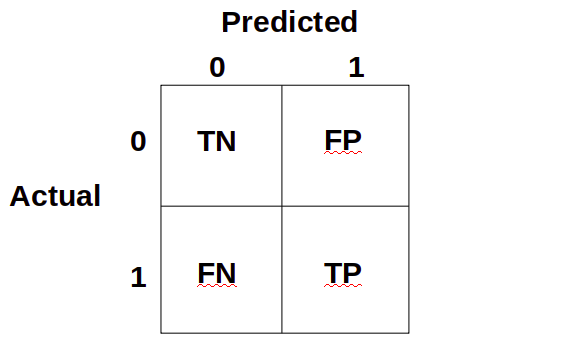 Predicted
0 1
0 TN FP
Actual
1 FN TP